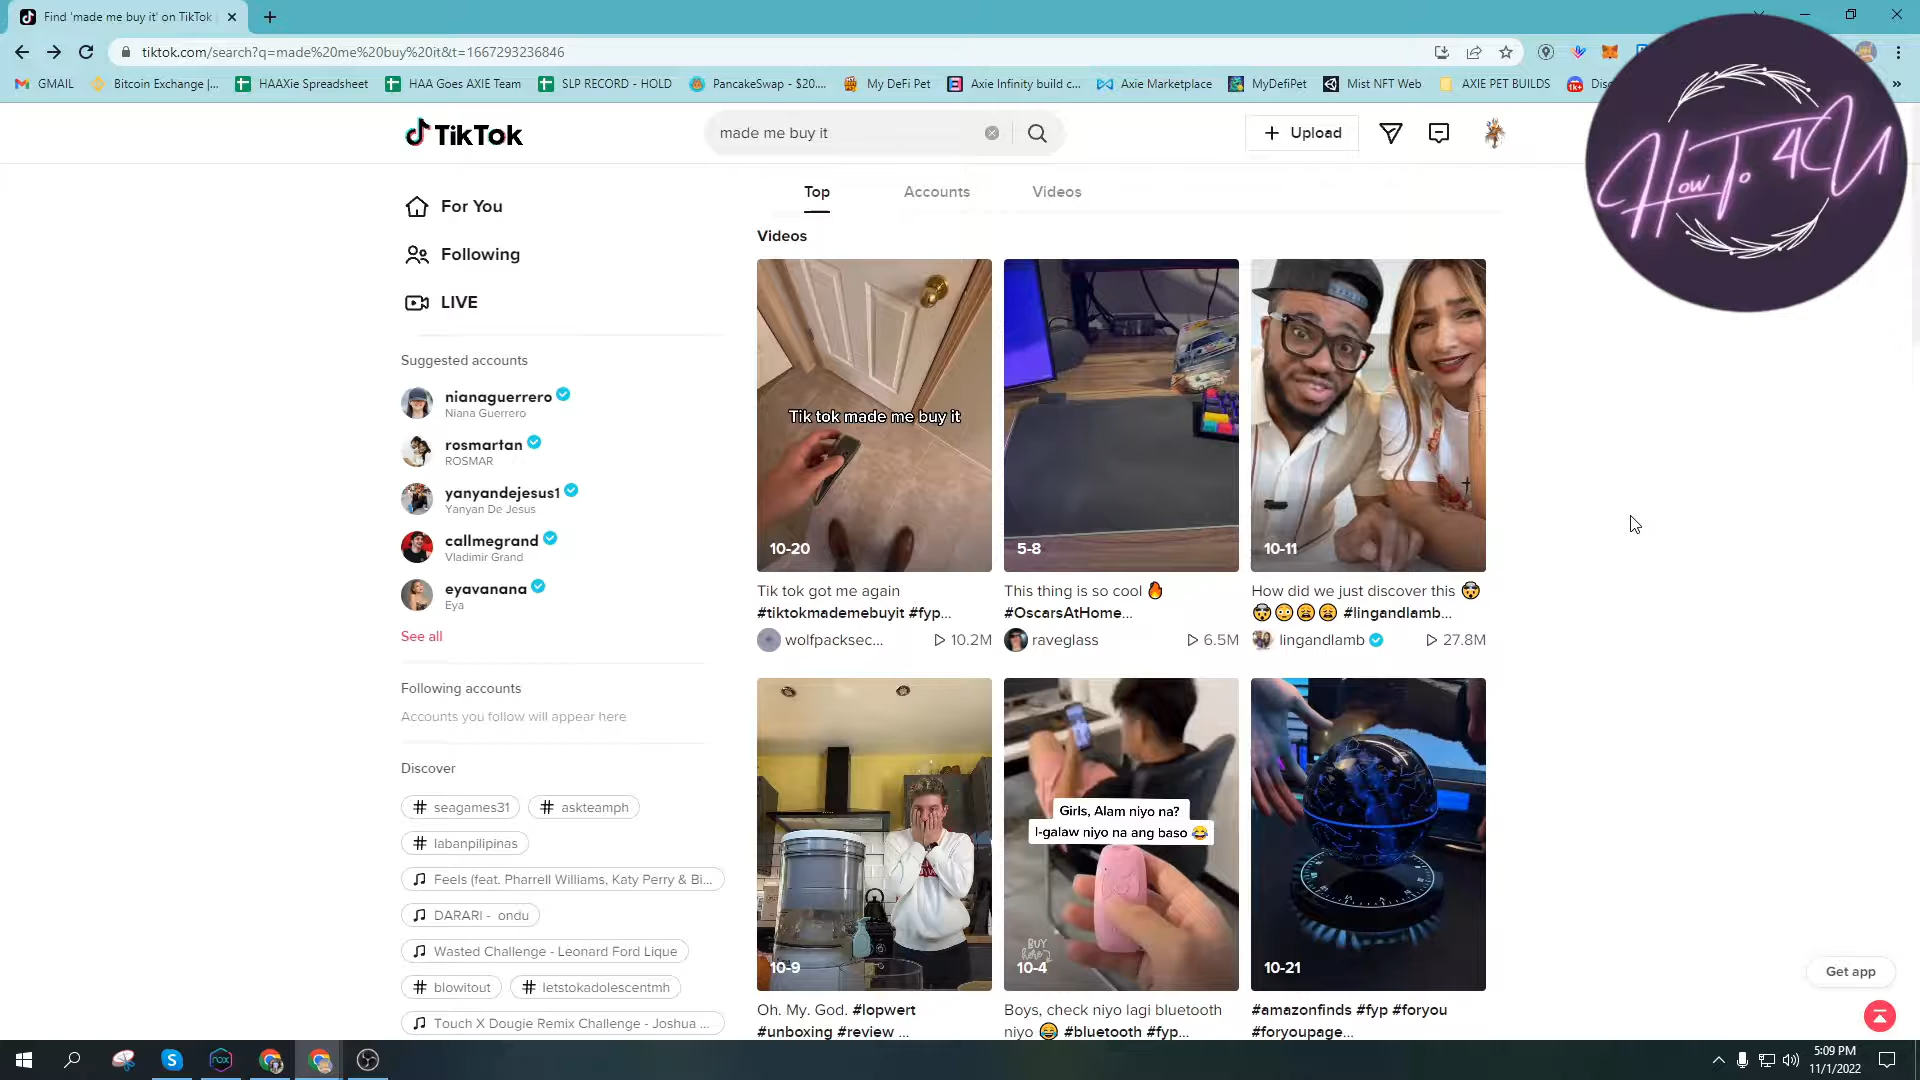 Find 'made me buy it' on TikTok
tiktok.com/search?q=made%20me%20buy%20it&t=1667293236846
GMAIL
Bitcoin Exchange |...
HAAXie Spreadsheet
HAA Goes AXIE Team
SLP RECORD - HOLD
PancakeSwap - $20....
My DeFi Pet
Axie Infinity build c...
Axie Marketplace
MyDefiPet
Mist NFT Web
AXIE PET BUILDS
1k+
HowTo 4U
TikTok
made me buy it
Upload
For You
Following
LIVE
Suggested accounts
nianaguerrero
Niana Guerrero
rosmartan
ROSMAR
yanyandejesus1
Yanyan De Jesus
callmegrand
Vladimir Grand
eyavanana
Eya
See all
Following accounts
Accounts you follow will appear here
Discover
# seagames31
# askteamph
# labanpilipinas
Feels (feat. Pharrell Williams, Katy Perry & Bi...
DARARI - ondu
Wasted Challenge - Leonard Ford Lique
# blowitout
# letstokadolescentmh
Touch X Dougie Remix Challenge - Joshua ...
Top
Accounts
Videos
Videos
Tik tok made me buy it
10-20
5-8
10-11
Tik tok got me again
#tiktokmademebuyit #fyp...
wolfpacksec...
10.2M
This thing is so cool 🔥
#OscarsAtHome...
raveglass
6.5M
How did we just discover this 🤯
🤯😳😩😩 #lingandlamb...
lingandlamb
27.8M
10-9
Girls, Alam niyo na?
I-galaw niyo na ang baso 😂
BUY
here
10-4
10-21
Oh. My. God. #lopwert
#unboxing #review ...
Boys, check niyo lagi bluetooth
niyo 😂 #bluetooth #fyp...
#amazonfinds #fyp #foryou
#foryoupage...
Get app
nox
5:09 PM
11/1/2022